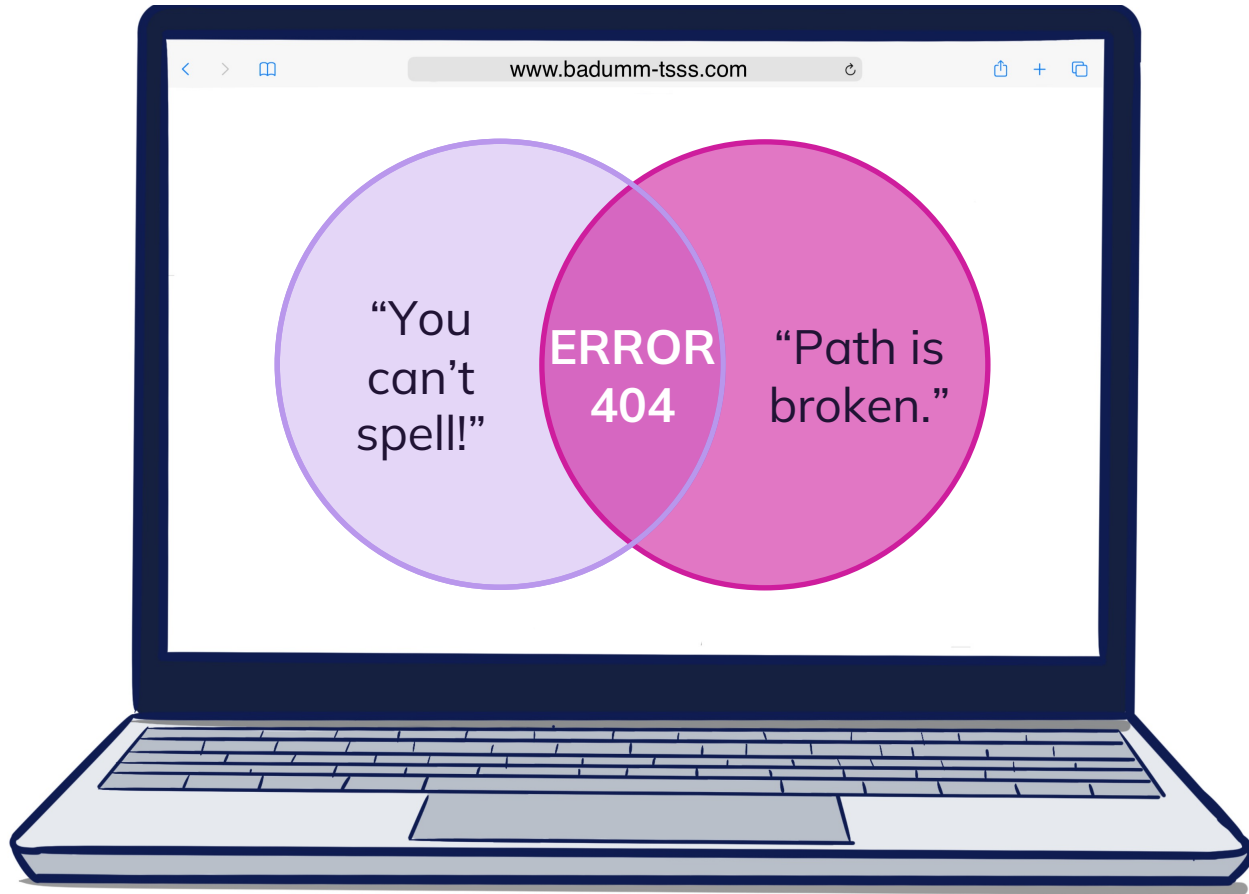 www.badumm-tsss.com
“You
can’t
spell!”
ERROR
404
“Path is
broken.”